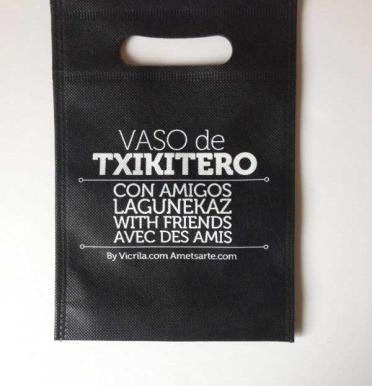 VASO de
TXIKITERO
CON AMIGOS
LAGUNEKAZ
WITH FRIENDS
AVEC DES AMIS
By Vicrila.com Ametsarte.com